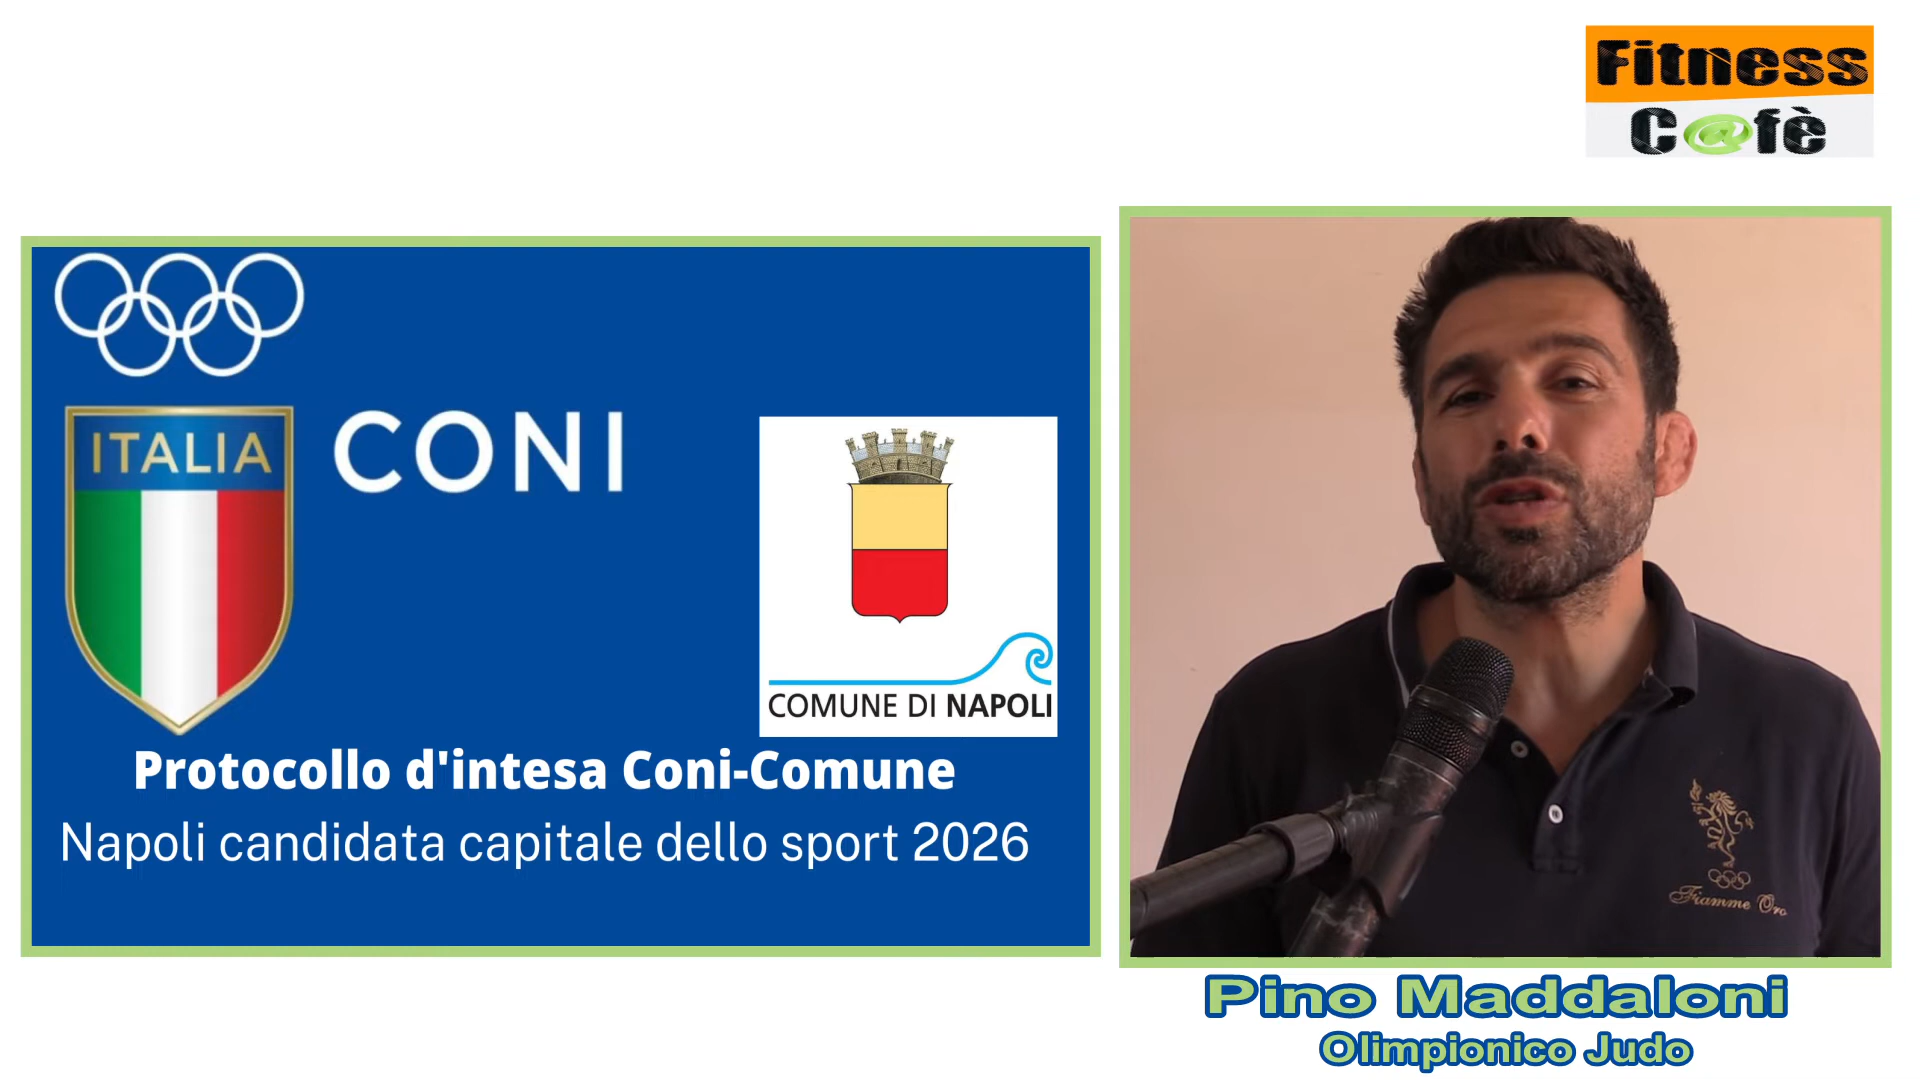 Fitness
C@fè
ITALIA
CONI
COMUNE DI NAPOLI
Protocollo d'intesa Coni-Comune
Napoli candidata capitale dello sport 2026
Fiamme Oro
Pino Maddaloni
Olimpionico Judo